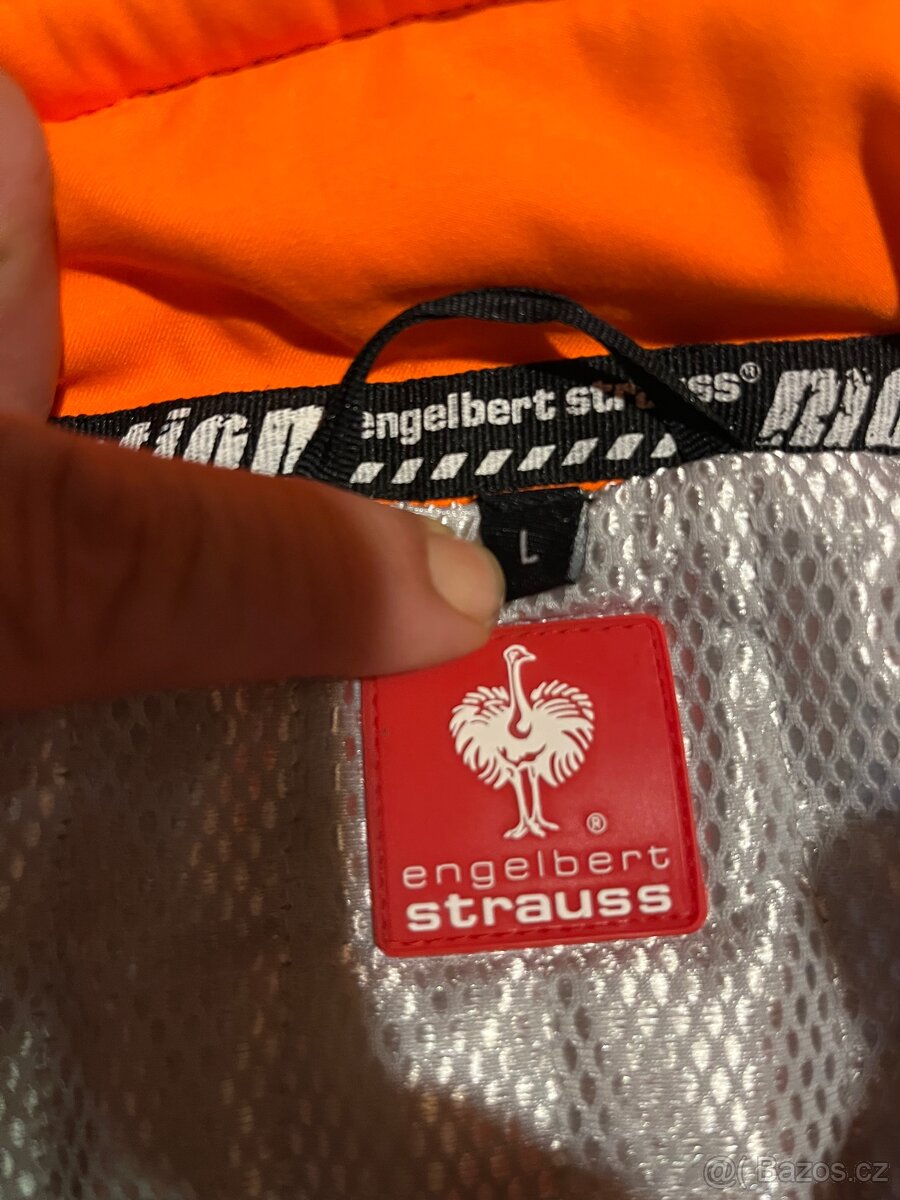 engelbert strauss®
L
®
engelbert
strauss
@( Bazos.cz